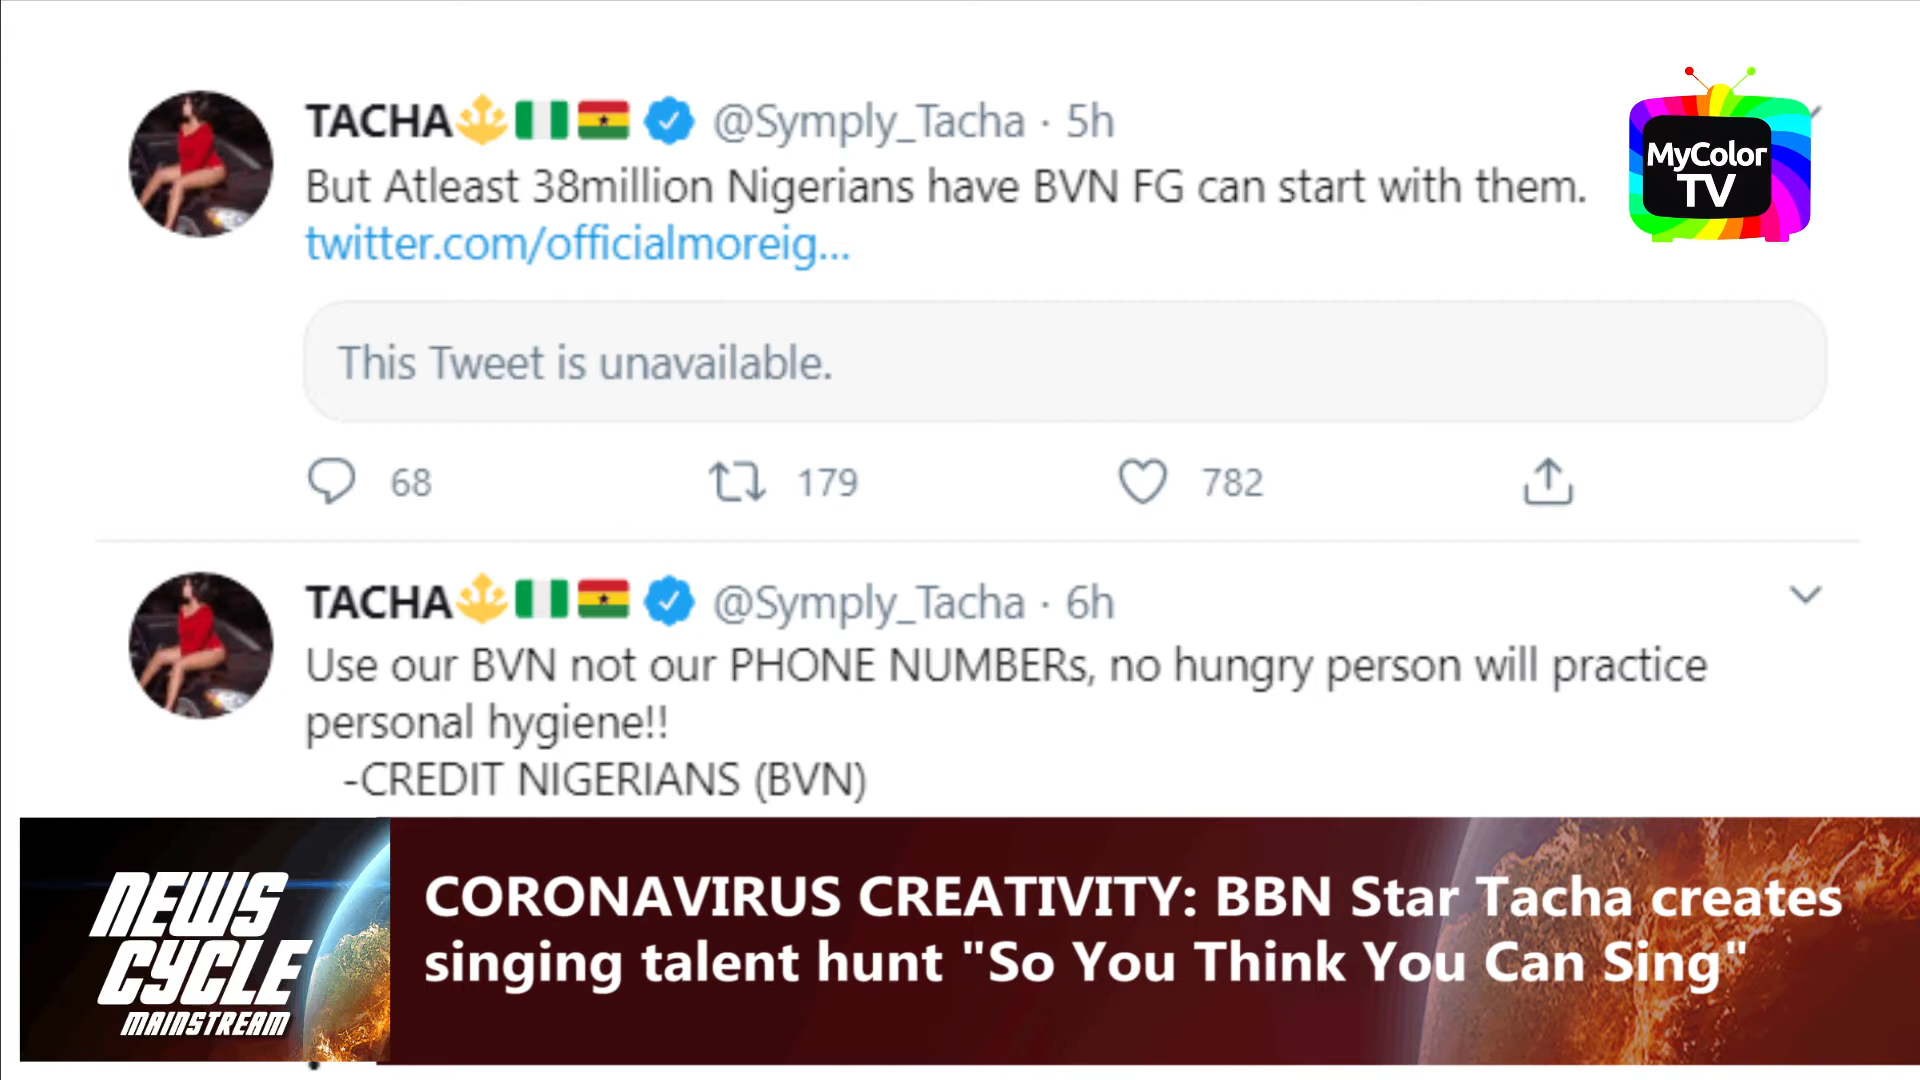 TACHA @Symply_Tacha · 5h
But Atleast 38million Nigerians have BVN FG can start with them.
twitter.com/officialmoreig...
This Tweet is unavailable.
68 179 782
TACHA @Symply_Tacha · 6h
Use our BVN not our PHONE NUMBERs, no hungry person will practice
personal hygiene!!
-CREDIT NIGERIANS (BVN)
MyColor
TV
NEWS
CYCLE
MAINSTREAM
CORONAVIRUS CREATIVITY: BBN Star Tacha creates
singing talent hunt "So You Think You Can Sing"